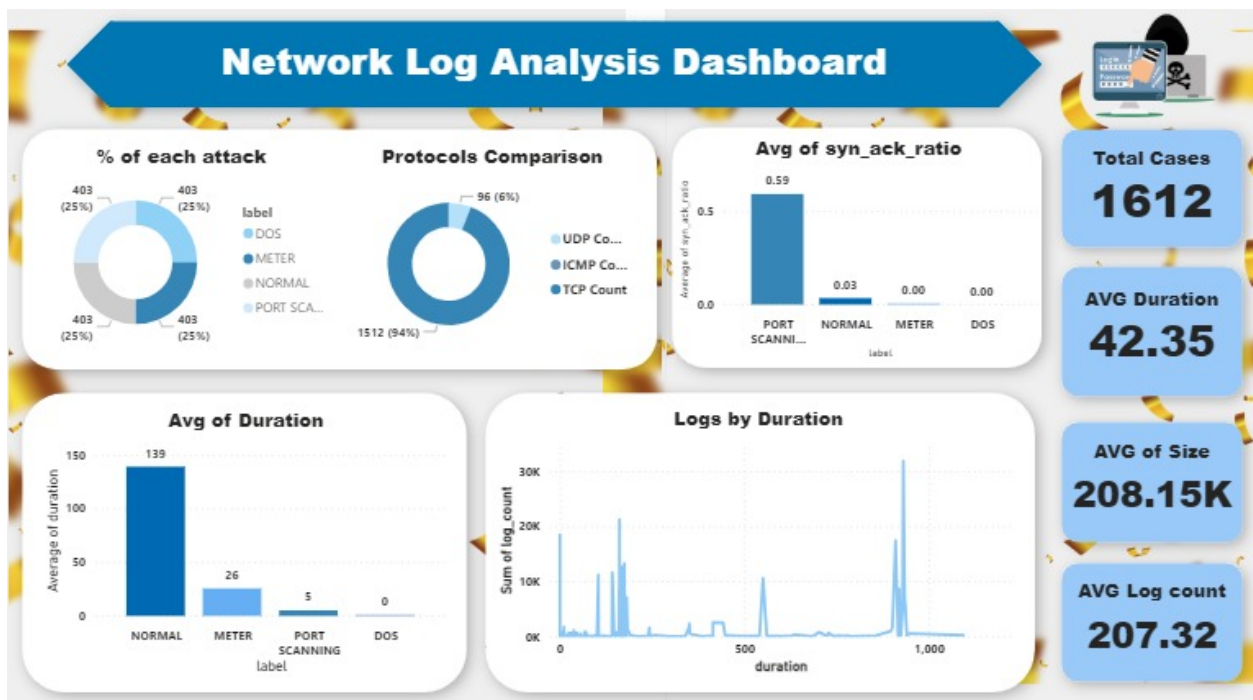 Network Log Analysis Dashboard
Login
Password
% of each attack
403
(25%)
403
(25%)
403
(25%)
403
(25%)
label
DOS
METER
NORMAL
PORT SCA...
Protocols Comparison
96 (6%)
1512 (94%)
UDP Co...
ICMP Co...
TCP Count
Avg of syn_ack_ratio
Average of syn_ack_ratio
0.5
0.0
0.59
0.03
0.00
0.00
PORT
SCANNI...
NORMAL
METER
DOS
label
Total Cases
1612
AVG Duration
42.35
AVG of Size
208.15K
AVG Log count
207.32
Avg of Duration
Average of duration
150
100
50
0
139
26
5
0
NORMAL
METER
PORT
SCANNING
DOS
label
Logs by Duration
Sum of log_count
30K
20K
10K
0K
0
500
1,000
duration